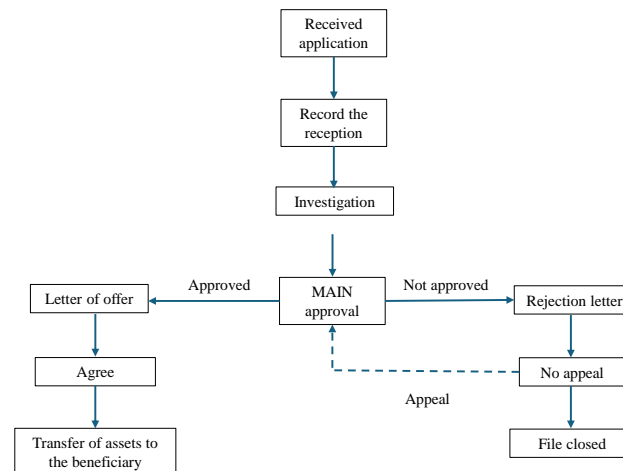 Received
application
Record the
reception
Investigation
Approved
Not approved
Letter of offer
MAIN
approval
Rejection letter
Agree
No appeal
Appeal
Transfer of assets to
the beneficiary
File closed